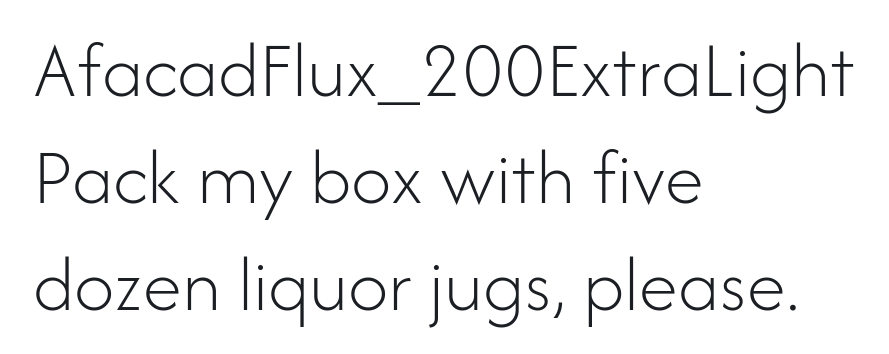 AfacadFlux_200ExtraLight
Pack my box with five
dozen liquor jugs, please.